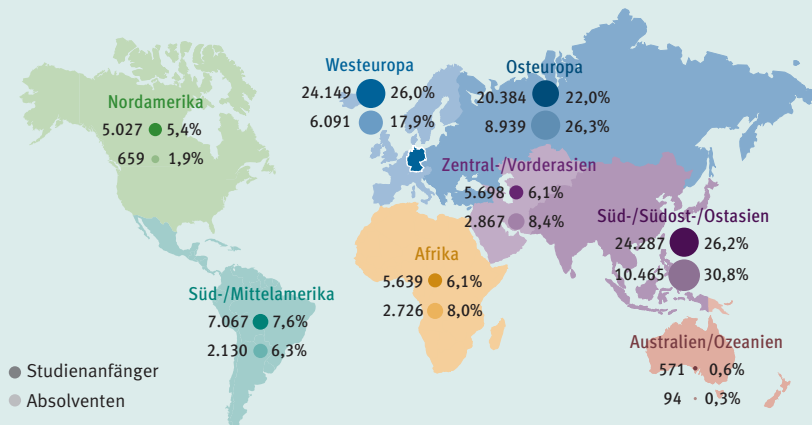 Westeuropa
24.149 26,0%
6.091 17,9%
Osteuropa
20.384 22,0%
8.939 26,3%
Nordamerika
5.027 5,4%
659 1,9%
Zentral-/Vorderasien
5.698 6,1%
2.867 8,4%
Süd-/Südost-/Ostasien
24.287 26,2%
10.465 30,8%
Afrika
5.639 6,1%
2.726 8,0%
Süd-/Mittelamerika
7.067 7,6%
2.130 6,3%
Australien/Ozeanien
571 0,6%
94 0,3%
Studienanfänger
Absolventen